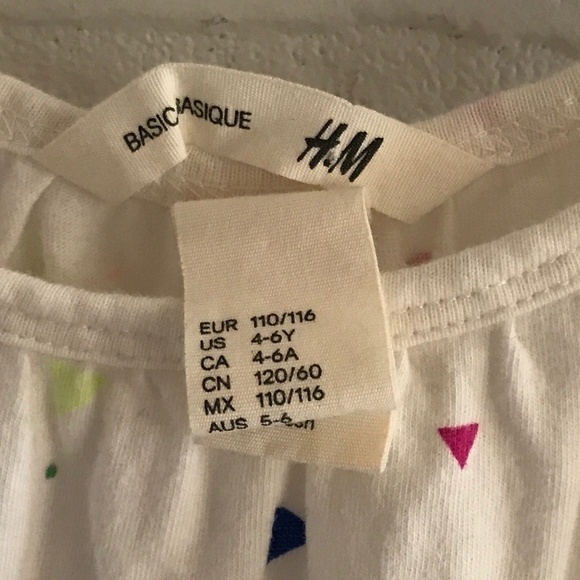 BASIC BASIQUE
H&M
EUR 110/116
US 4-6Y
CA 4-6A
CN 120/60
MX 110/116
AUS 5-6